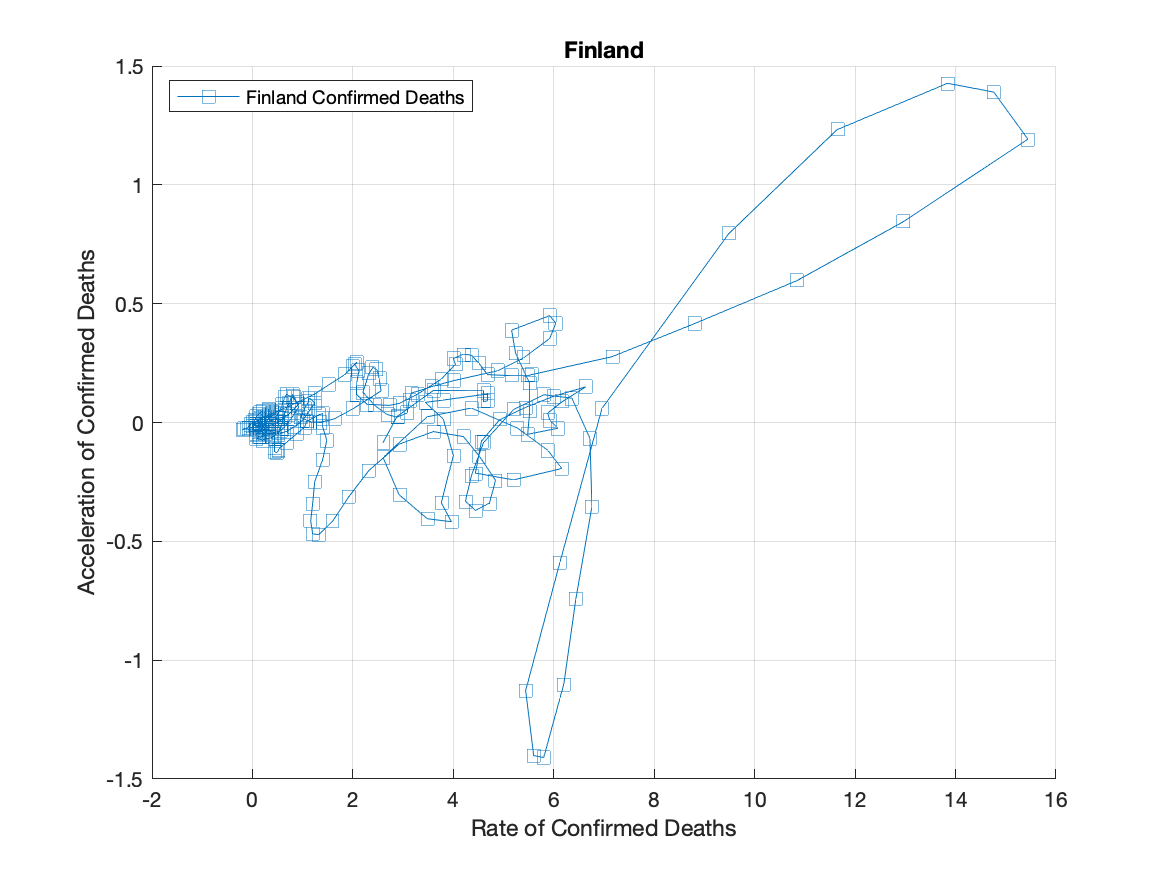 Finland
Finland Confirmed Deaths
Acceleration of Confirmed Deaths
1.5
1
0.5
0
-0.5
-1
-1.5
-2 0 2 4 6 8 10 12 14 16
Rate of Confirmed Deaths